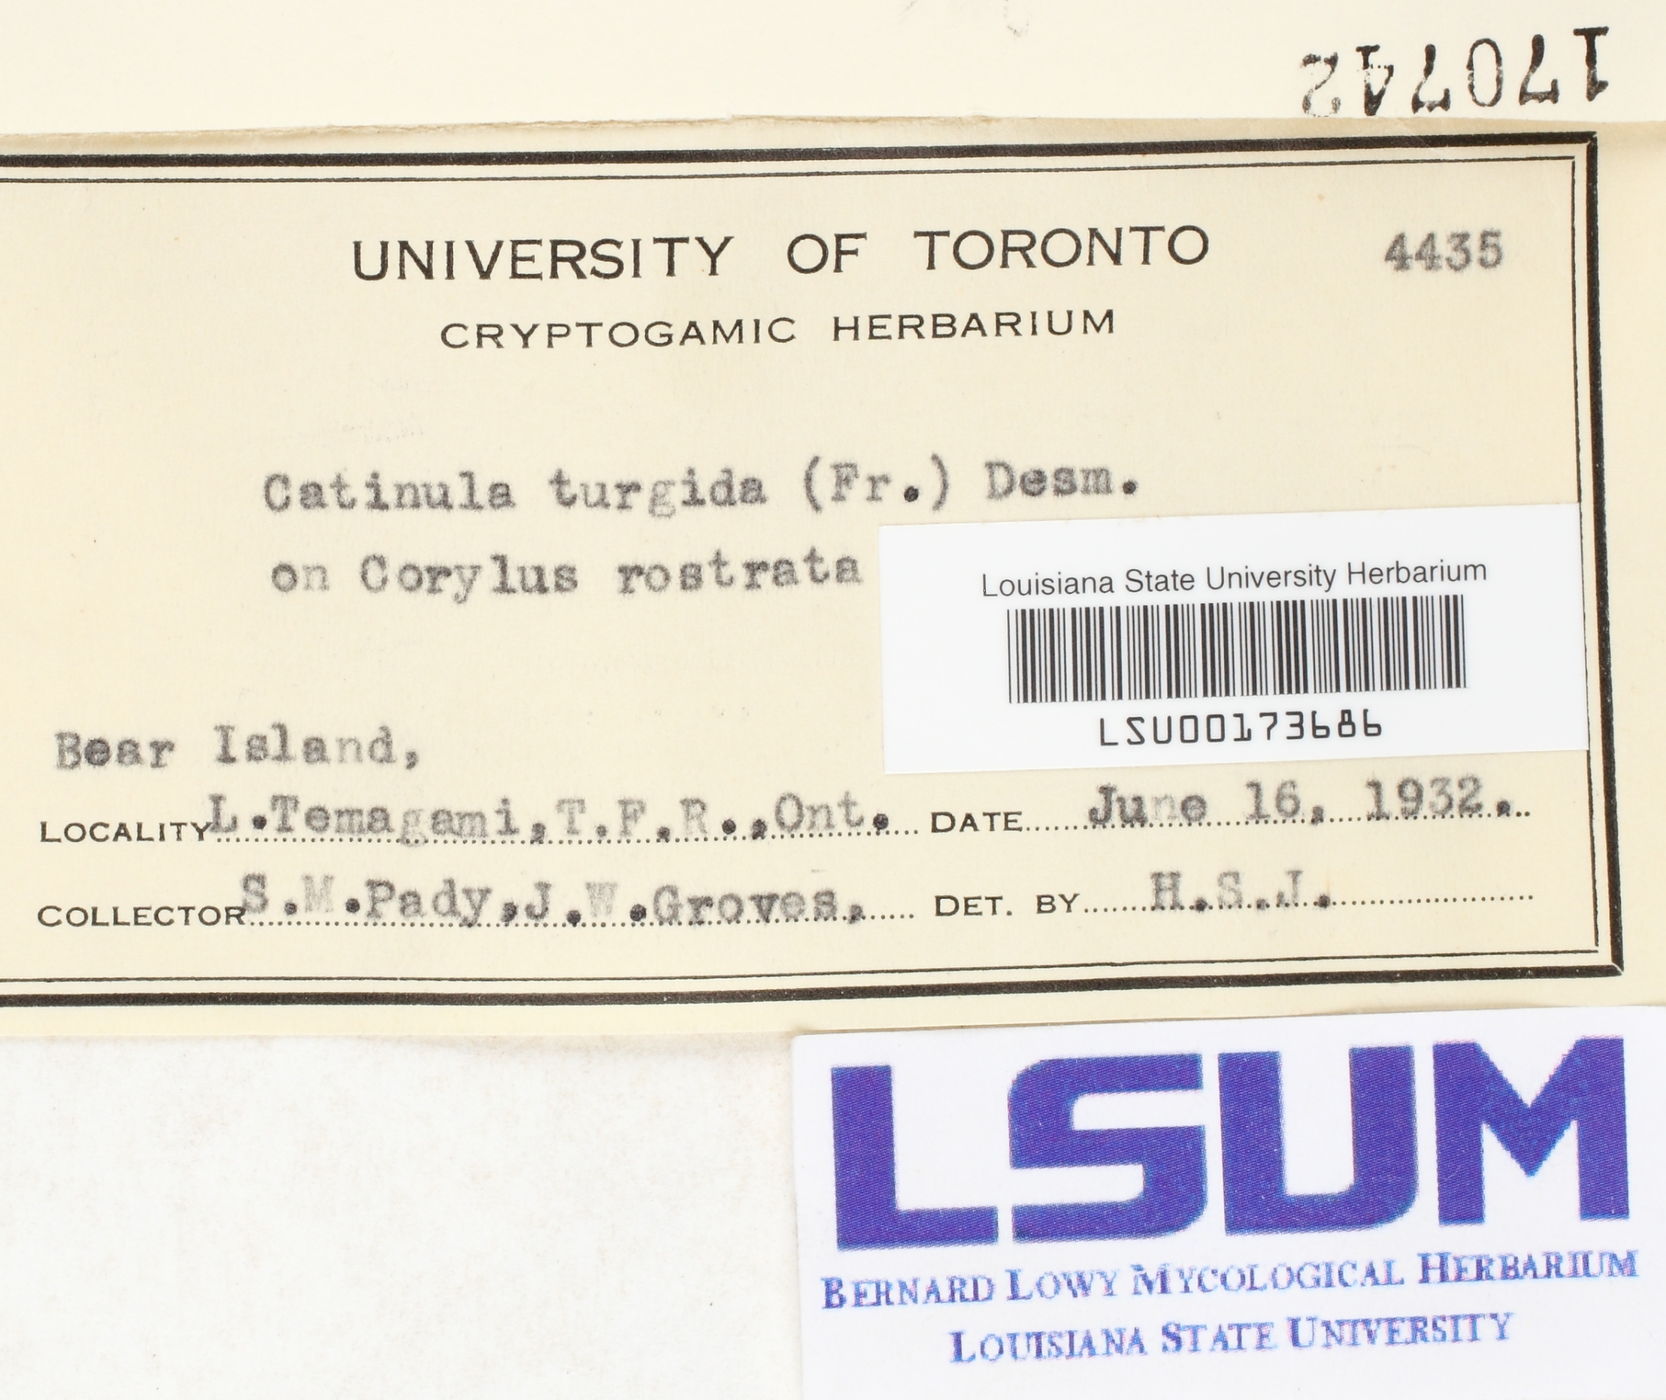 170742
UNIVERSITY OF TORONTO 4435
CRYPTOGAMIC HERBARIUM
Catinula turgida (Fr.) Desm.
on Corylus rostrata
Louisiana State University Herbarium
LSU00173686
Bear Island,
LOCALITY L.Temagami,T.F.R.,Ont. DATE June 16, 1932.
COLLECTOR S.M.Pady,J.W.Groves, DET. BY H.S.J.
LSUM
BERNARD LOWY MYCOLOGICAL HERBARIUM
LOUISIANA STATE UNIVERSITY